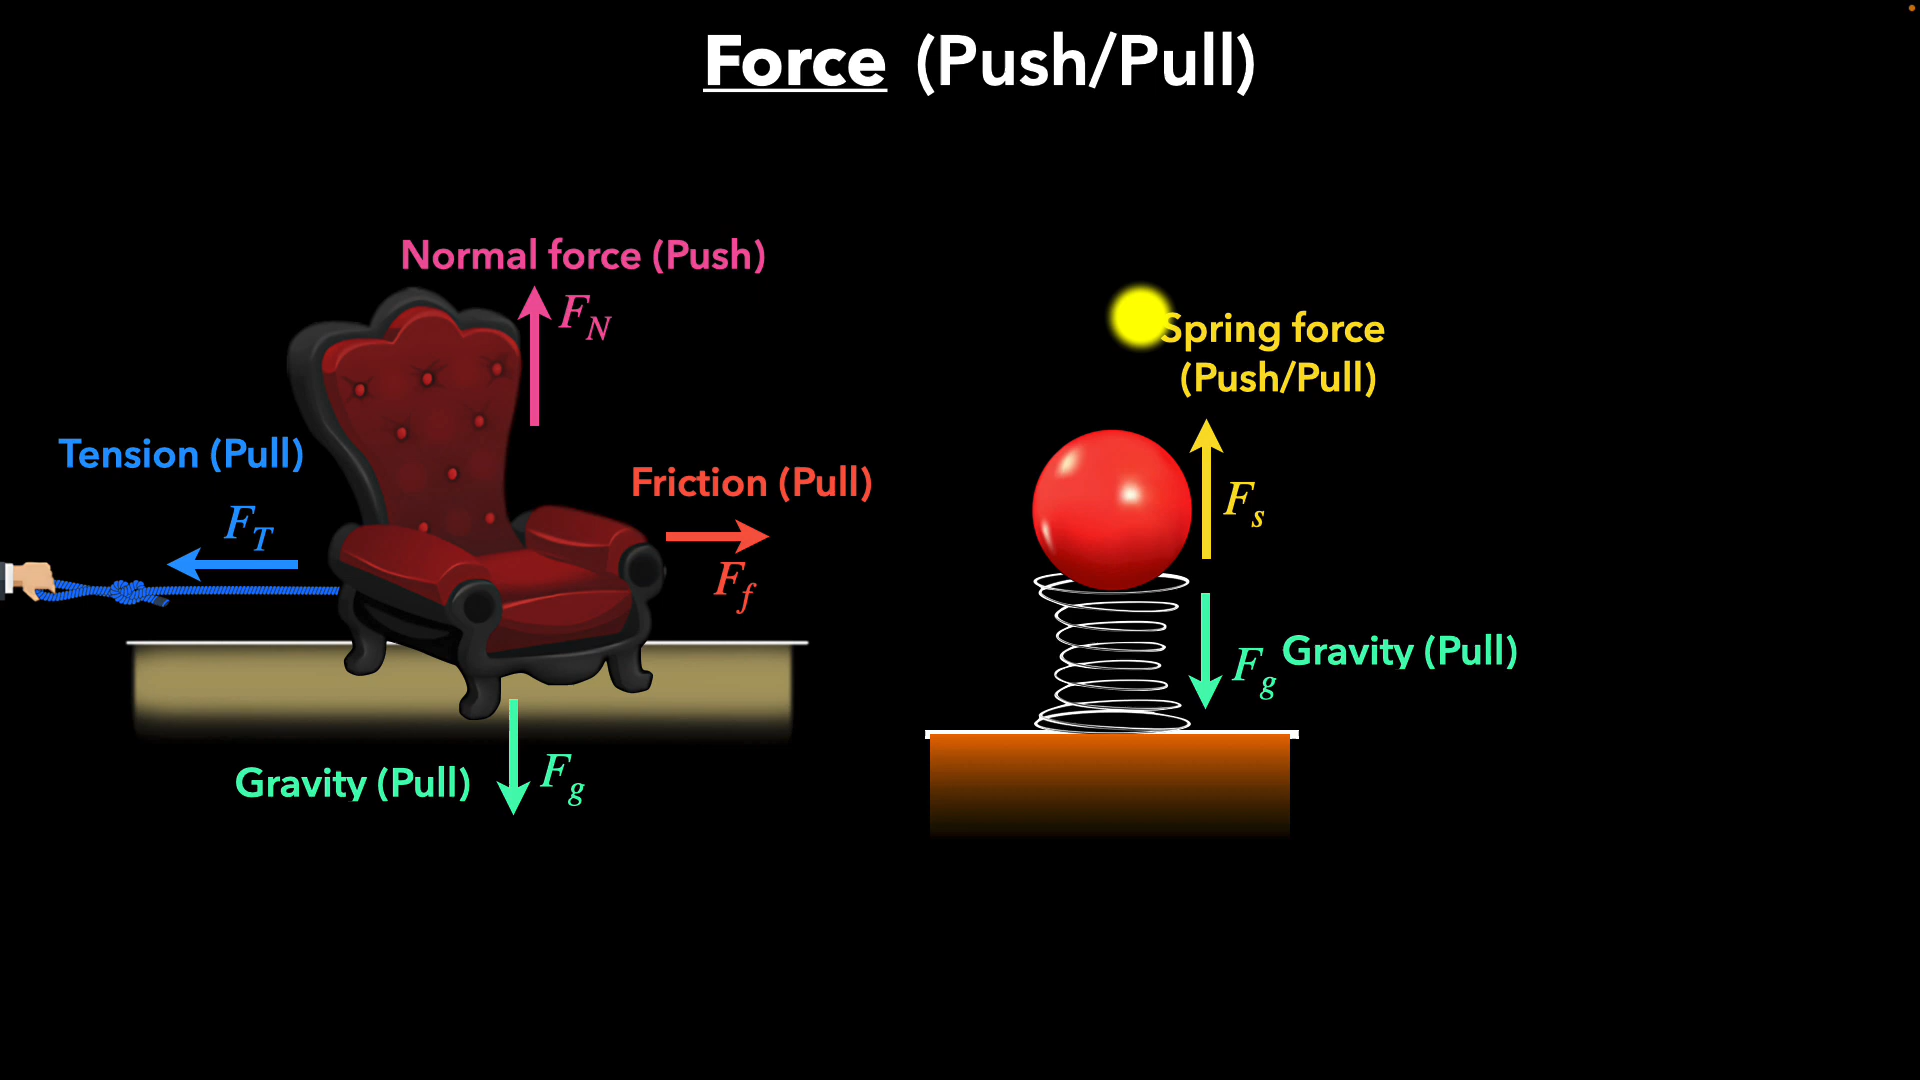 Force (Push/Pull)
Normal force (Push)
F_N
Tension (Pull)
F_T
Friction (Pull)
F_f
Gravity (Pull)
F_g
Spring force
(Push/Pull)
F_s
Gravity (Pull)
F_g